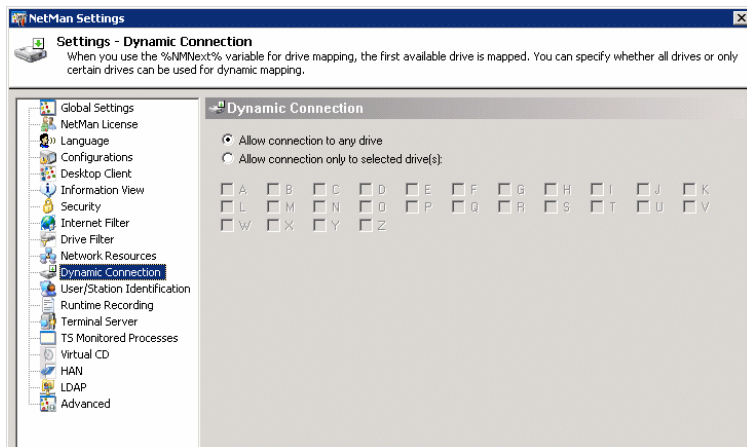 NetMan Settings
Settings - Dynamic Connection
When you use the %NMNext% variable for drive mapping, the first available drive is mapped. You can specify whether all drives or only
certain drives can be used for dynamic mapping.
Global Settings
NetMan License
Language
Configurations
Desktop Client
Information View
Security
Internet Filter
Drive Filter
Network Resources
Dynamic Connection
User/Station Identification
Runtime Recording
Terminal Server
TS Monitored Processes
Virtual CD
HAN
LDAP
Advanced
Dynamic Connection
Allow connection to any drive
Allow connection only to selected drive(s):
A B C D E F G H I J K
L M N O P Q R S T U V
W X Y Z